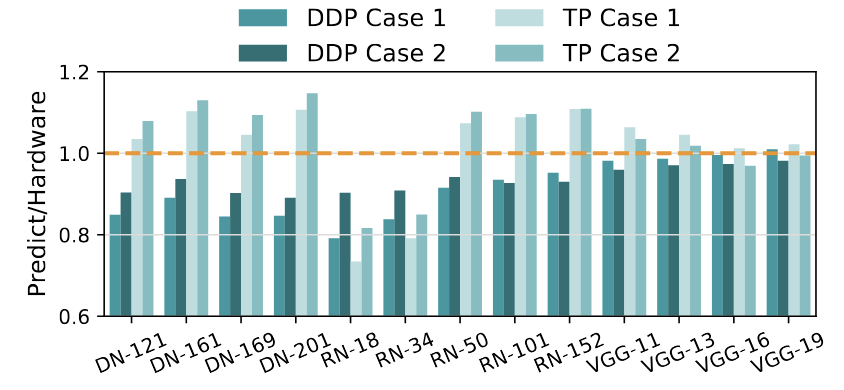 DDP Case 1
TP Case 1
DDP Case 2
TP Case 2
Predict/Hardware
1.2
1.0
0.8
0.6
DN-121
DN-161
DN-169
DN-201
RN-18
RN-34
RN-50
RN-101
RN-152
VGG-11
VGG-13
VGG-16
VGG-19